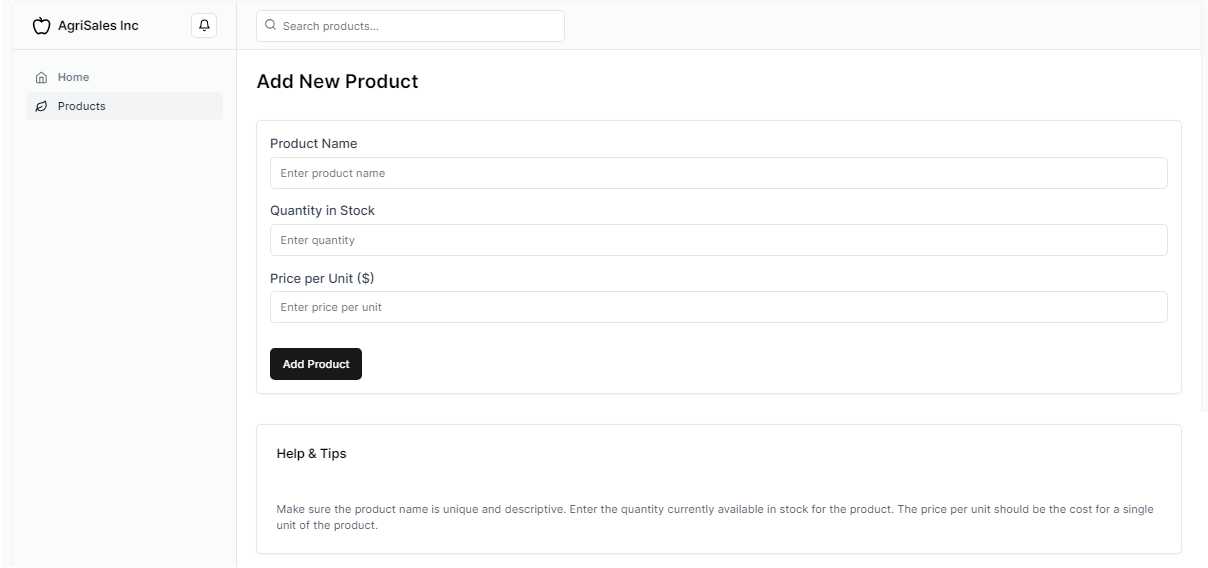 AgriSales Inc
Search products...
Home
Products
Add New Product
Product Name
Enter product name
Quantity in Stock
Enter quantity
Price per Unit ($)
Enter price per unit
Add Product
Help & Tips
Make sure the product name is unique and descriptive. Enter the quantity currently available in stock for the product. The price per unit should be the cost for a single
unit of the product.